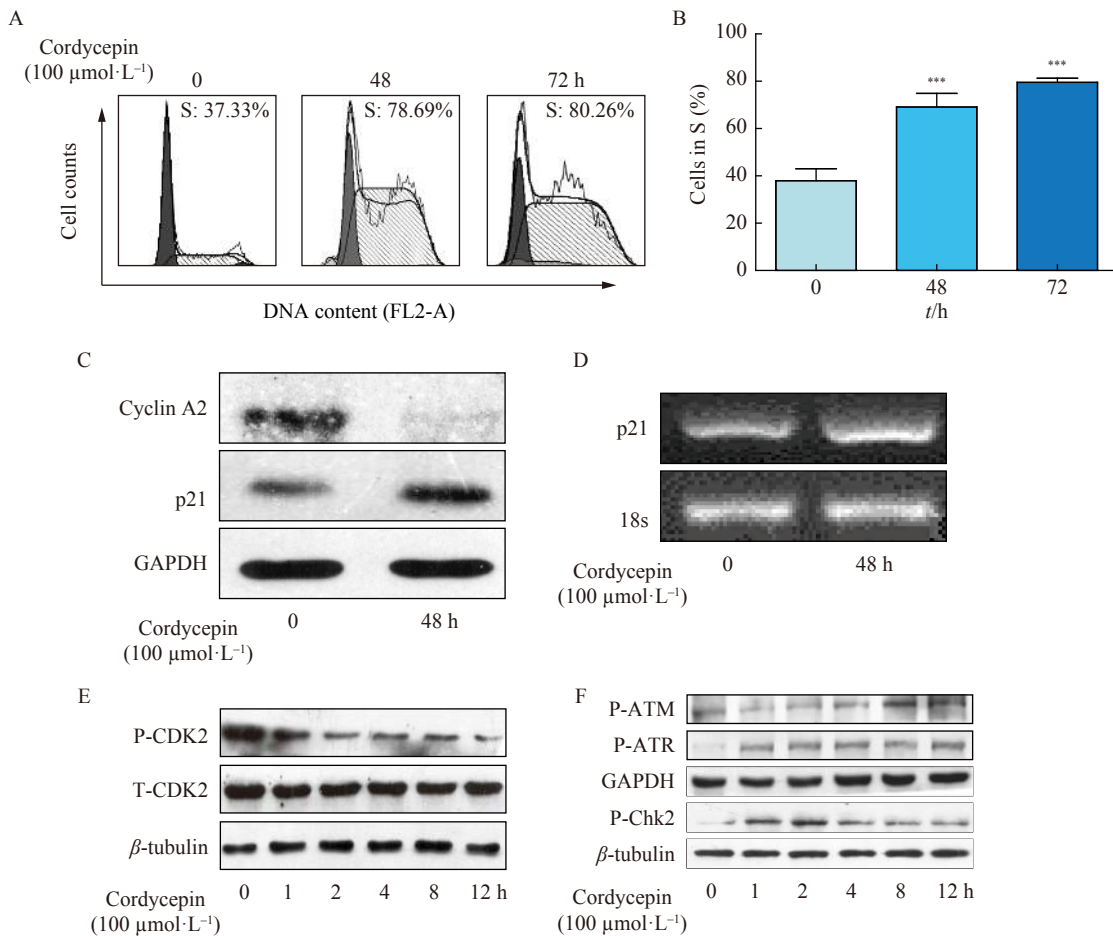 A
Cordycepin
(100 μmol·L⁻¹)
0 48 72 h
S: 37.33% S: 78.69% S: 80.26%
Cell counts
DNA content (FL2-A)
B
100
80
60
40
20
0
Cells in S (%)
*** ***
0 48 72
t/h
C
Cyclin A2
p21
GAPDH
Cordycepin
(100 μmol·L⁻¹)
0 48 h
D
p21
18s
0 48 h
Cordycepin
(100 μmol·L⁻¹)
E
P-CDK2
T-CDK2
β-tubulin
Cordycepin
(100 μmol·L⁻¹)
0 1 2 4 8 12 h
F
P-ATM
P-ATR
GAPDH
P-Chk2
β-tubulin
Cordycepin
(100 μmol·L⁻¹)
0 1 2 4 8 12 h